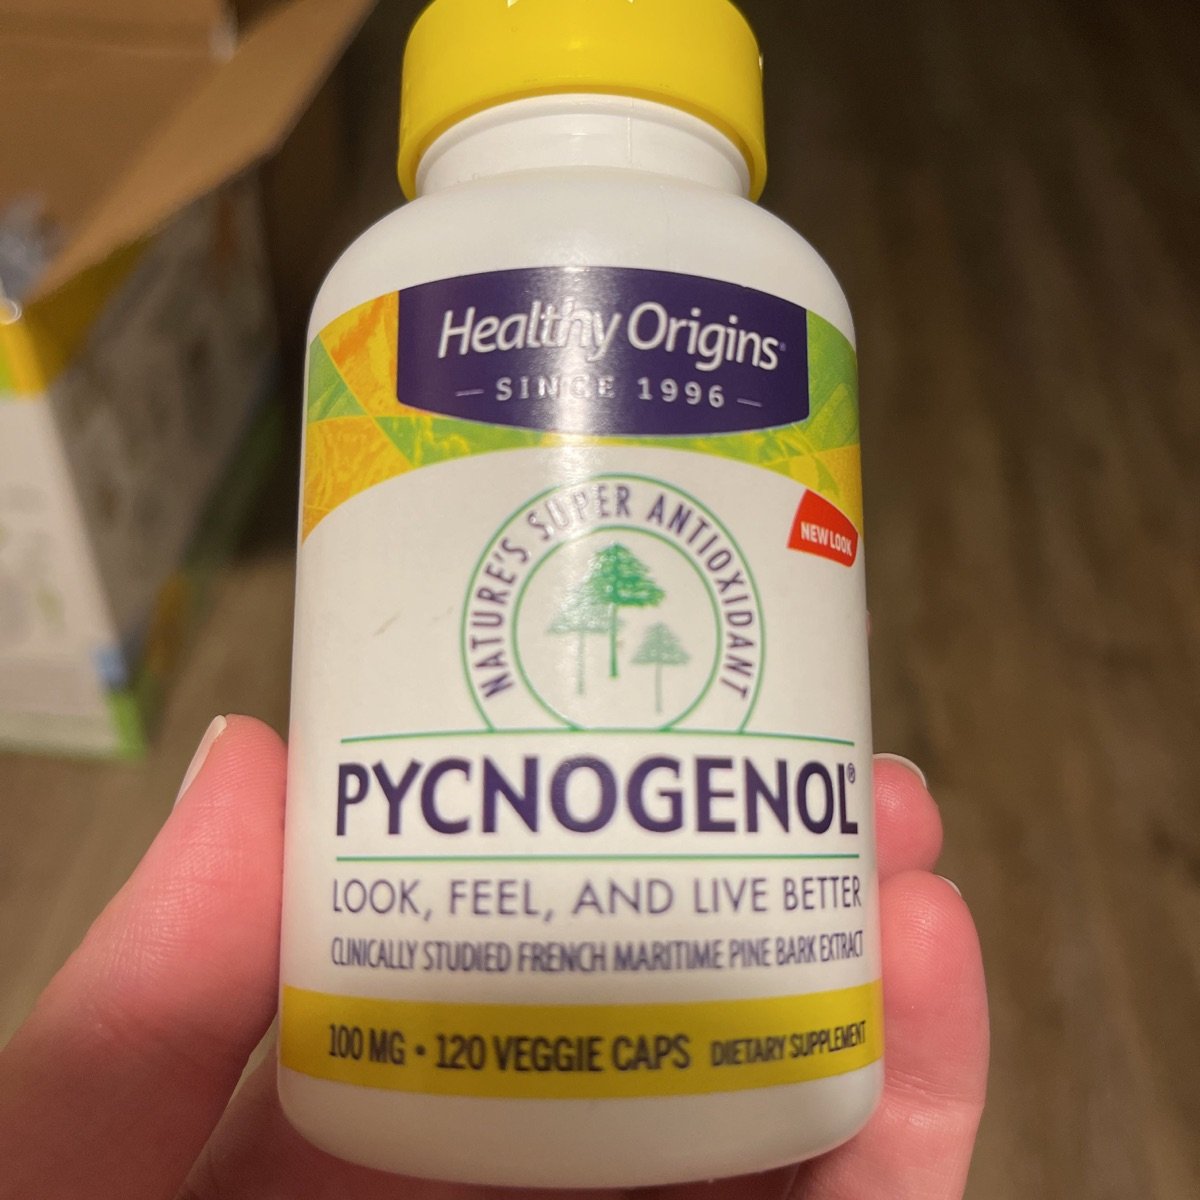 Healthy Origins®
— SINCE 1996 —
NATURE'S SUPER ANTIOXIDANT
NEW LOOK
PYCNOGENOL®
LOOK, FEEL, AND LIVE BETTER
CLINICALLY STUDIED FRENCH MARITIME PINE BARK EXTRACT
100 MG • 120 VEGGIE CAPS DIETARY SUPPLEMENT